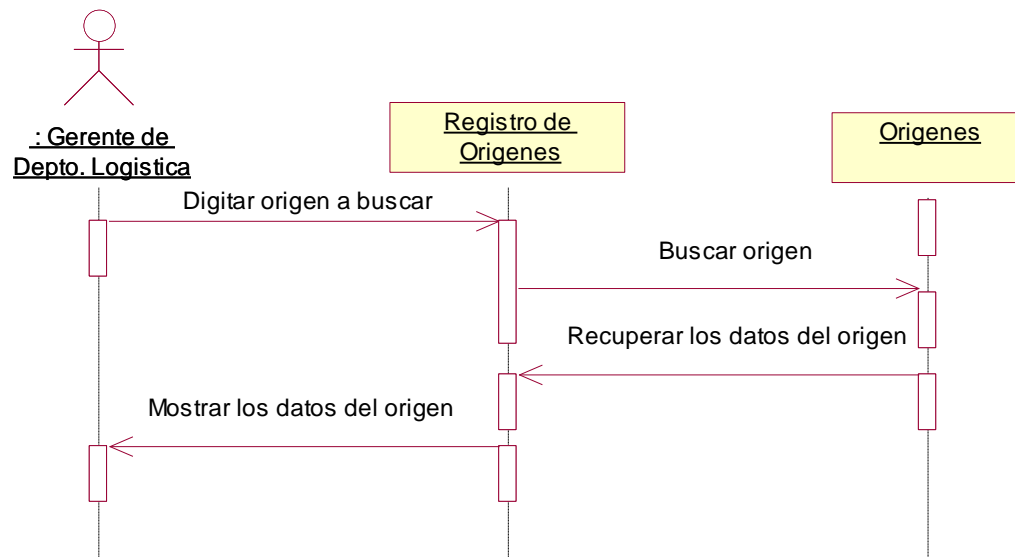 : Gerente de
Depto. Logistica
Registro de
Origenes
Origenes
Digitar origen a buscar
Buscar origen
Recuperar los datos del origen
Mostrar los datos del origen